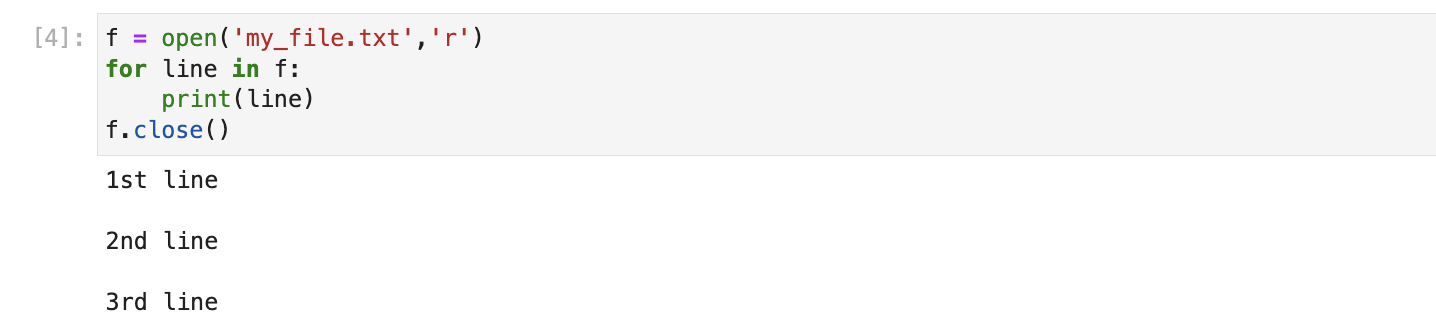 [4]: f = open('my_file.txt','r')
for line in f:
    print(line)
f.close()
1st line
2nd line
3rd line